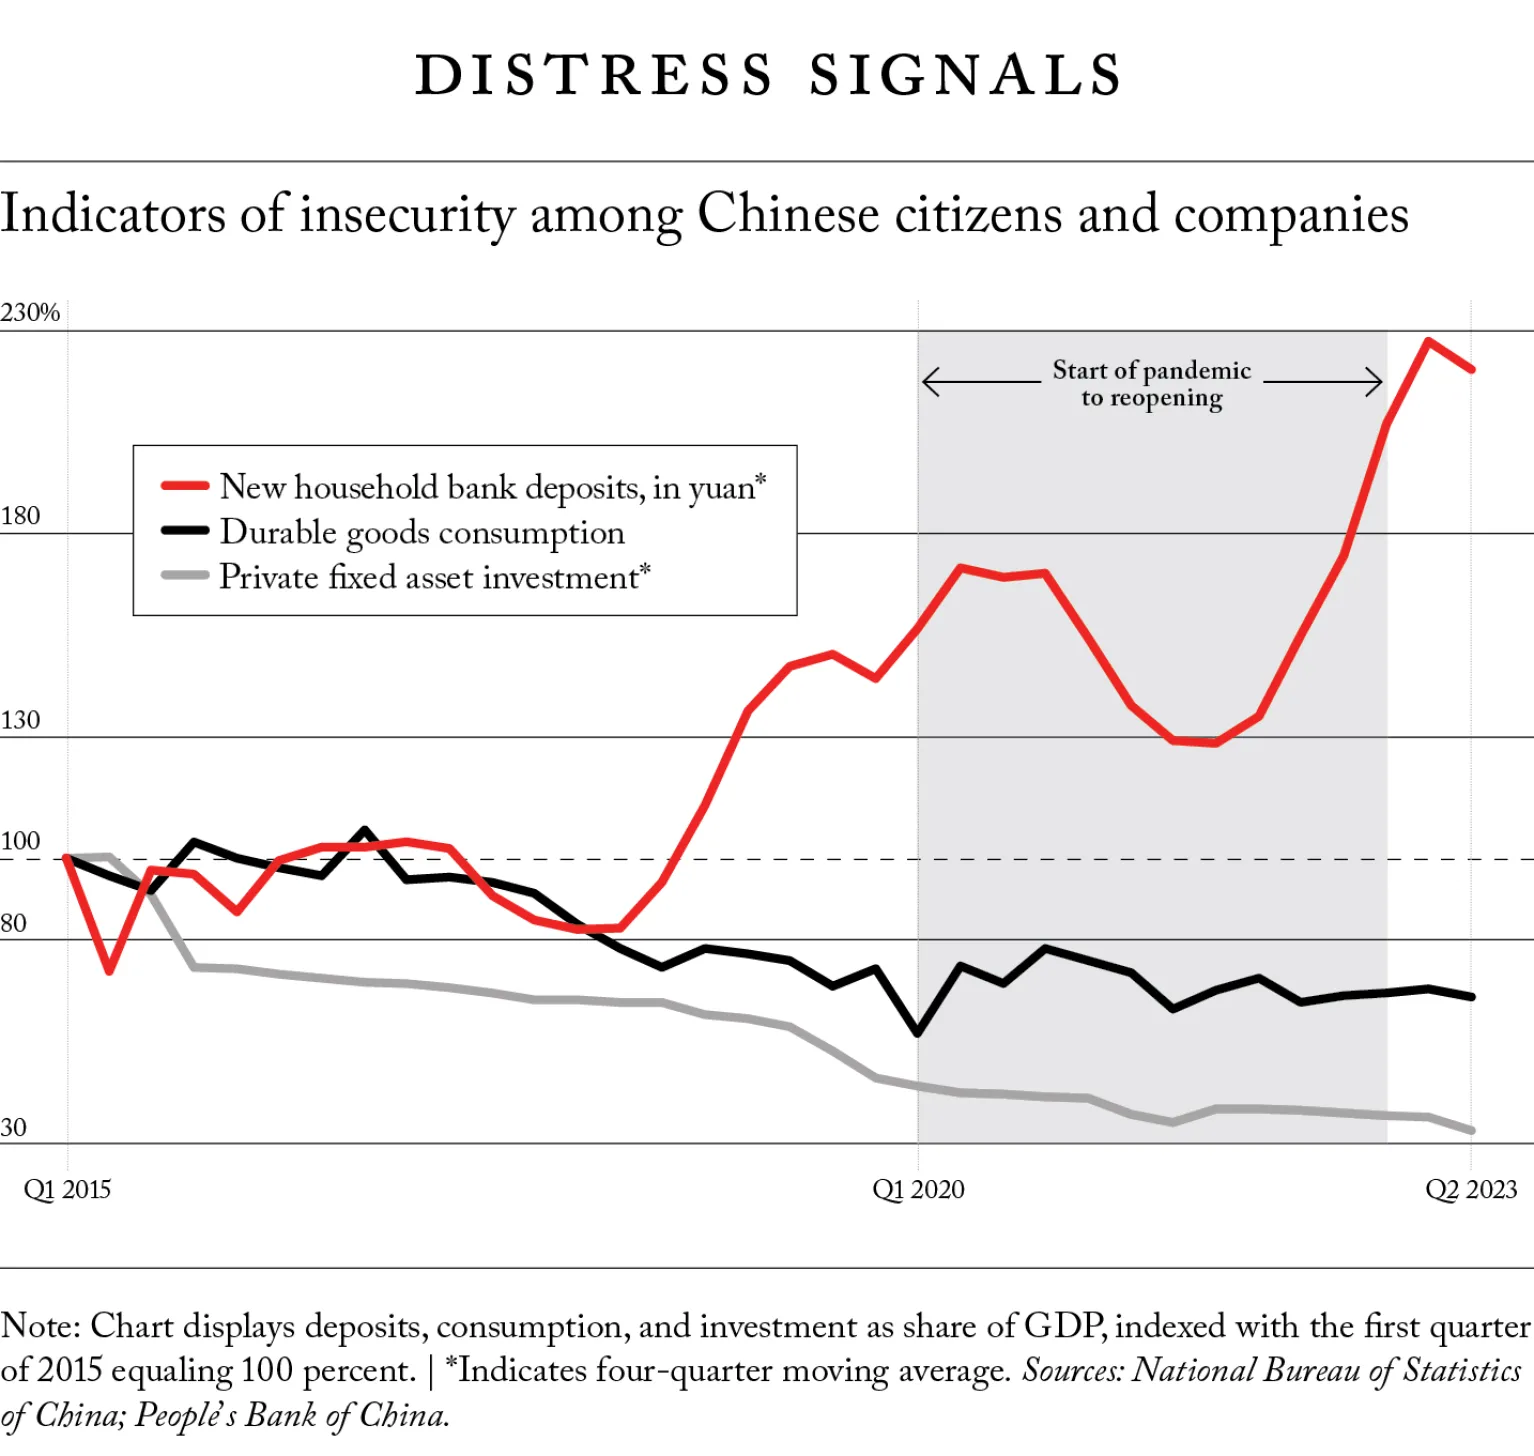 DISTRESS SIGNALS
Indicators of insecurity among Chinese citizens and companies
230%
Start of pandemic
to reopening
New household bank deposits, in yuan*
Durable goods consumption
Private fixed asset investment*
180
130
100
80
30
Q1 2015
Q1 2020
Q2 2023
Note: Chart displays deposits, consumption, and investment as share of GDP, indexed with the first quarter
of 2015 equaling 100 percent. | *Indicates four-quarter moving average. Sources: National Bureau of Statistics
of China; People's Bank of China.